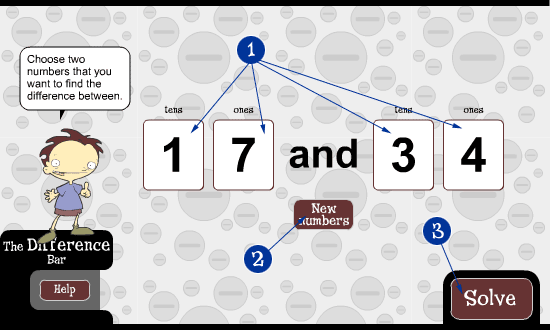 1
Choose two
numbers that you
want to find the
difference between.
tens ones tens ones
1 7 and 3 4
New
numbers
3
2
The Difference
Bar
Help
Solve